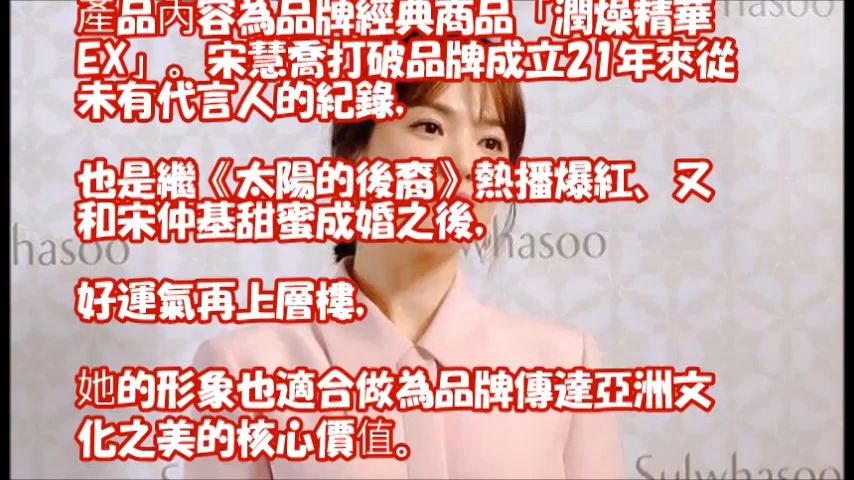 產品內容為品牌經典商品「潤燥精華
EX」。宋慧喬打破品牌成立21年來從
未有代言人的紀錄,
也是繼《太陽的後裔》熱播爆紅、又
和宋仲基甜蜜成婚之後,
好運氣再上層樓,
她的形象也適合做為品牌傳達亞洲文
化之美的核心價值。
whasoo
hasoo
whasoo
Sulwhasoo